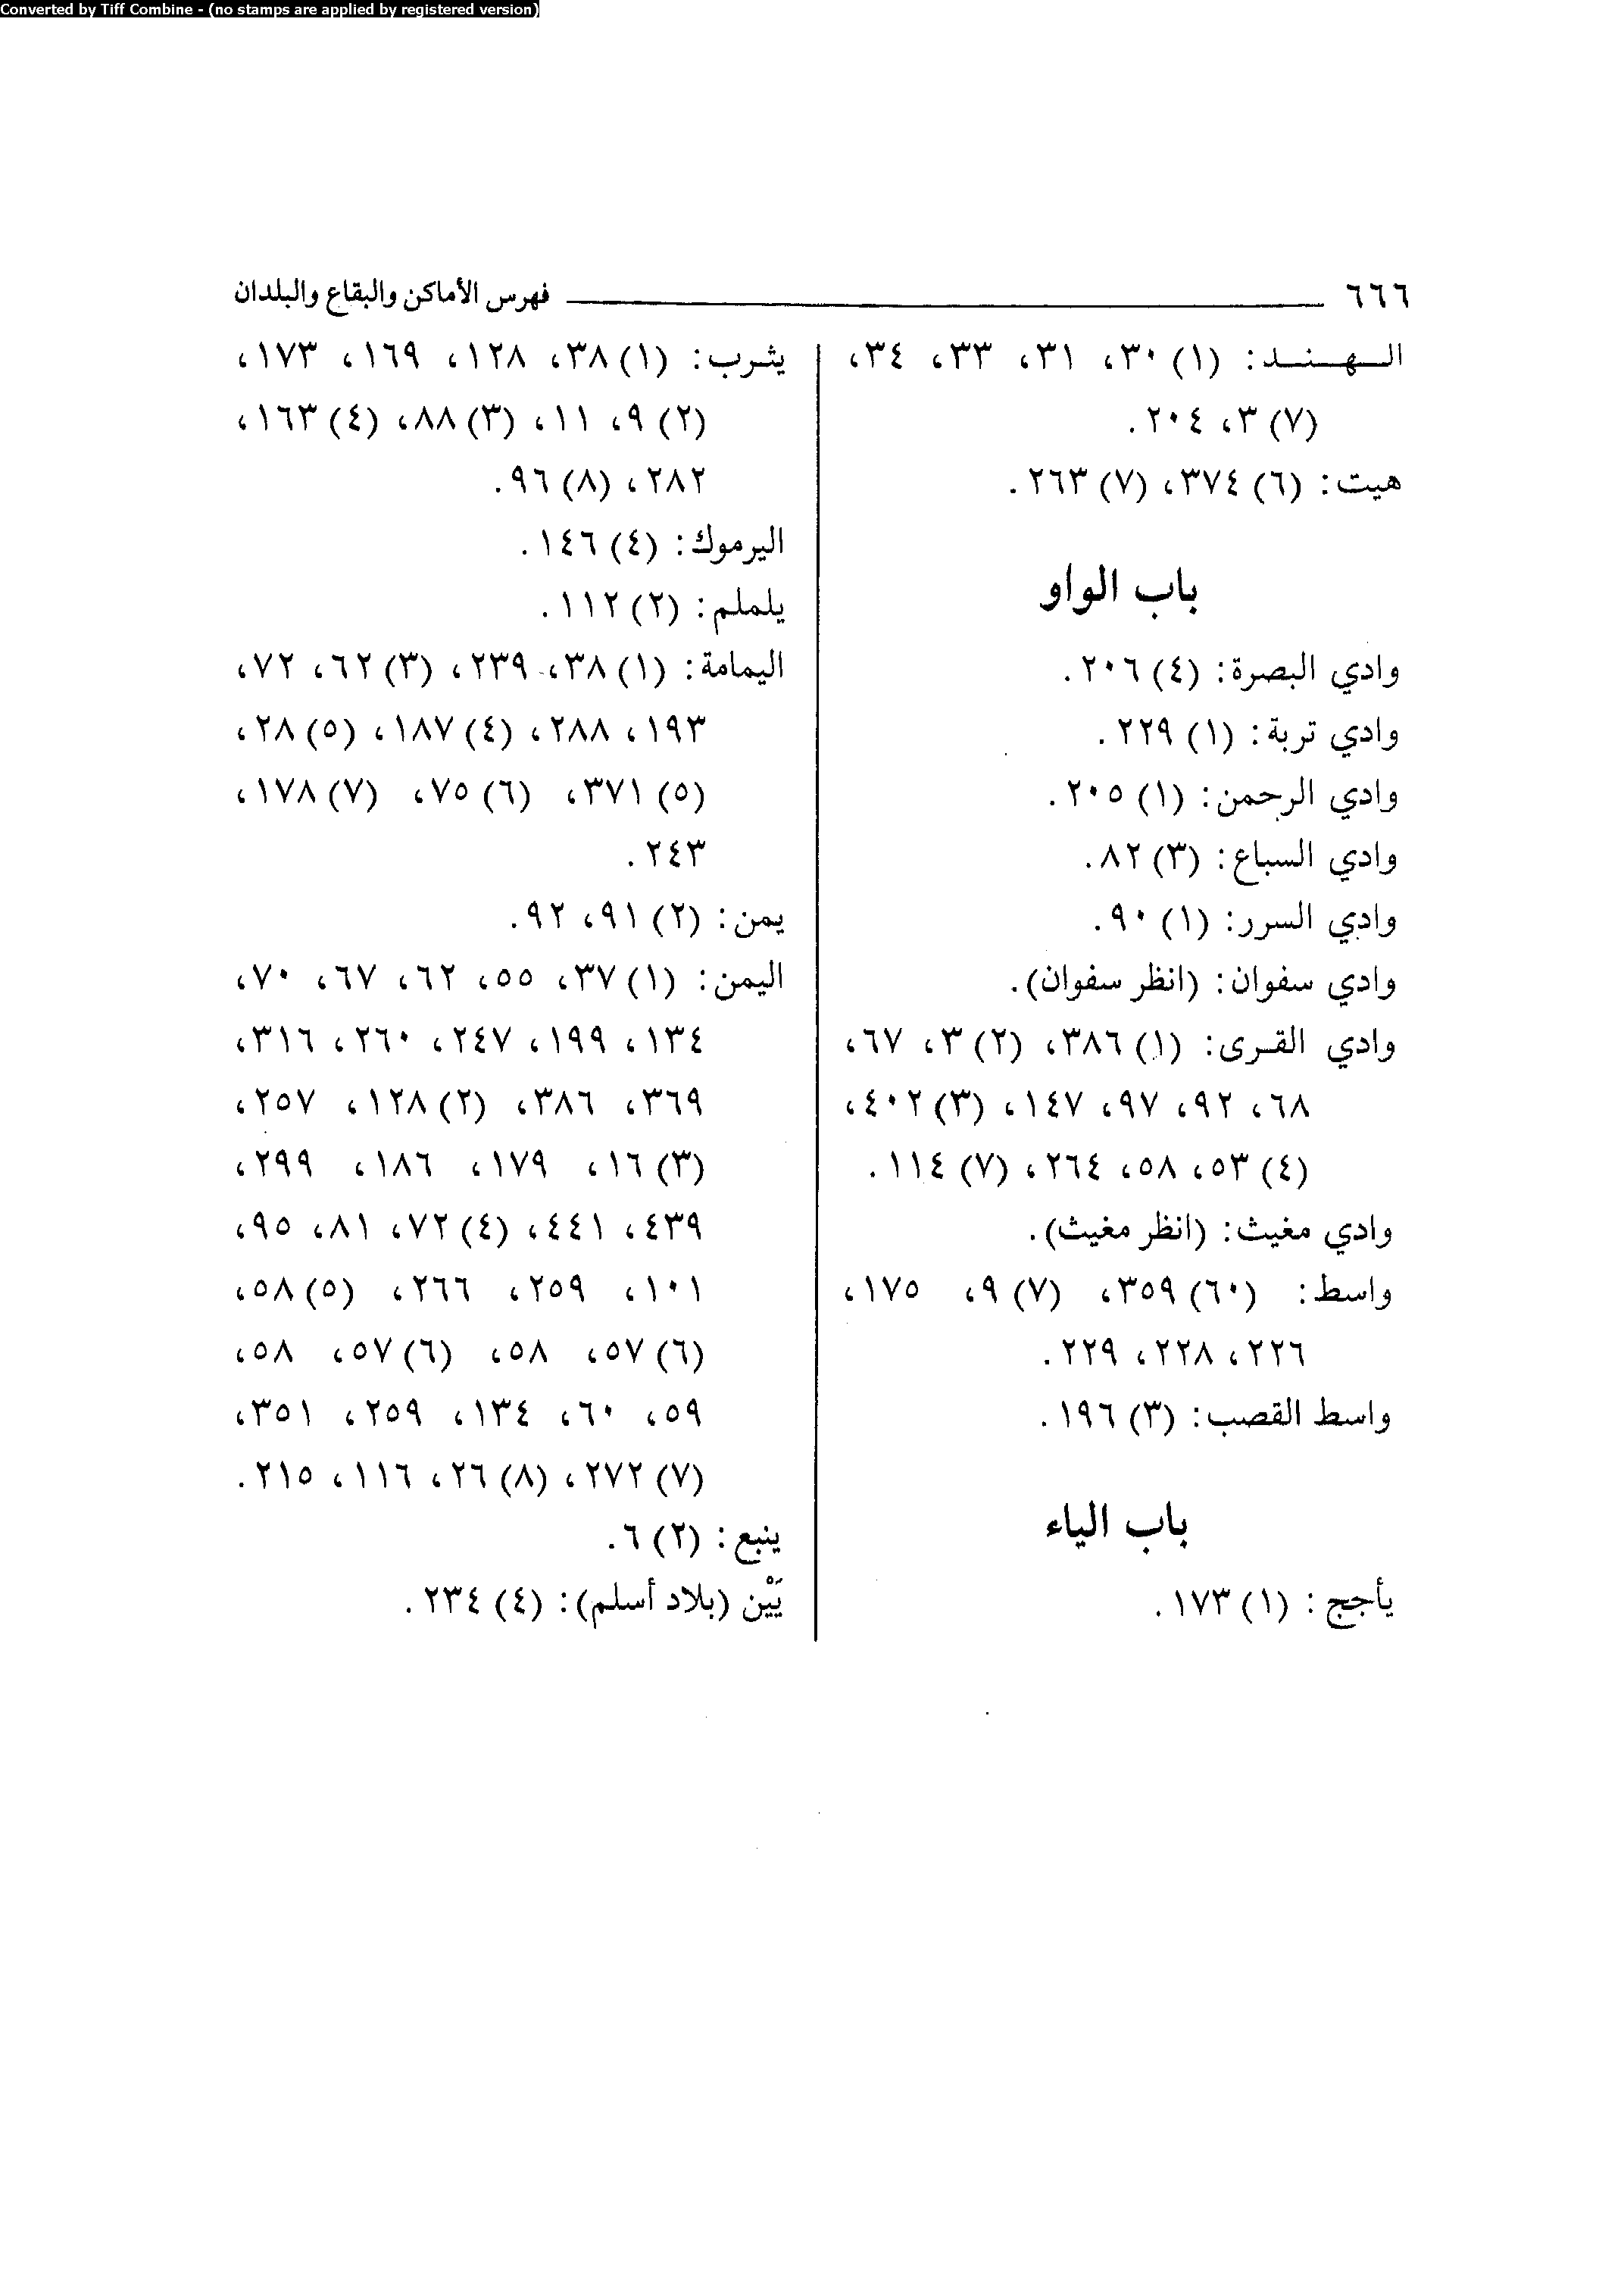 Converted by Tiff Combine - (no stamps are applied by registered version)
٦٦٦ فهرس الأماكن والبقاع والبلدان
الـهـنـد: (١) ٣٠، ٣١، ٣٣، ٣٤،
(٧) ٣، ٢٠٤.
هيت: (٦) ٣٧٤، (٧) ٢٦٣.
باب الواو
وادي البصرة: (٤) ٢٠٦.
وادي تربة: (١) ٢٢٩.
وادي الرحمن: (١) ٢٠٥.
وادي السباع: (٣) ٨٢.
وادي السرر: (١) ٩٠.
وادي سفوان: (انظر سفوان).
وادي القرى: (١) ٣٨٦، (٢) ٣، ٦٧،
٦٨، ٩٢، ٩٧، ١٤٧، (٣) ٤٠٢،
(٤) ٥٣، ٥٨، ٢٦٤، (٧) ١١٤.
وادي مغيث: (انظر مغيث).
واسط: (٦٠) ٣٥٩، (٧) ٩، ١٧٥،
٢٢٦، ٢٢٨، ٢٢٩.
واسط القصب: (٣) ١٩٦.
باب الياء
يأجج: (١) ١٧٣.
يثرب: (١) ٣٨، ١٢٨، ١٦٩، ١٧٣،
(٢) ٩، ١١، (٣) ٨٨، (٤) ١٦٣،
٢٨٢، (٨) ٩٦.
اليرموك: (٤) ١٤٦.
يلملم: (٢) ١١٢.
اليمامة: (١) ٣٨، ٢٣٩، (٣) ٦٢، ٧٢،
١٩٣، ٢٨٨، (٤) ١٨٧، (٥) ٢٨،
(٥) ٣٧١، (٦) ٧٥، (٧) ١٧٨،
٢٤٣.
يمن: (٢) ٩١، ٩٢.
اليمن: (١) ٣٧، ٥٥، ٦٢، ٦٧، ٧٠،
١٣٤، ١٩٩، ٢٤٧، ٢٦٠، ٣١٦،
٣٦٩، ٣٨٦، (٢) ١٢٨، ٢٥٧،
(٣) ١٦، ١٧٩، ١٨٦، ٢٩٩،
٤٣٩، ٤٤١، (٤) ٧٢، ٨١، ٩٥،
١٠١، ٢٥٩، ٢٦٦، (٥) ٥٨،
(٦) ٥٧، ٥٨، (٦) ٥٧، ٥٨،
٥٩، ٦٠، ١٣٤، ٢٥٩، ٣٥١،
(٧) ٢٧٢، (٨) ٢٦، ١١٦، ٢١٥.
ينبع: (٢) ٦.
يَيْن (بلاد أسلم): (٤) ٢٣٤.